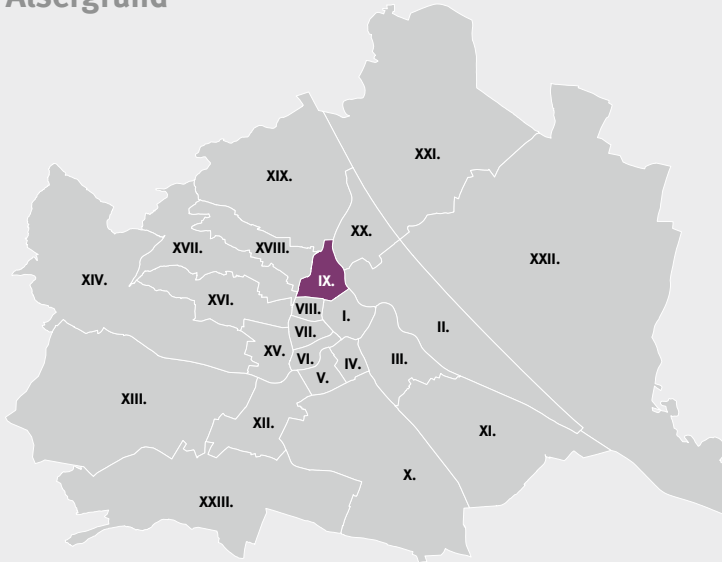 Alsergrund
XXI.
XIX.
XX.
XVII.
XVIII.
XXII.
XIV.
IX.
XVI.
VIII.
I.
II.
VII.
XV.
VI.
IV.
III.
V.
XIII.
XII.
XI.
X.
XXIII.